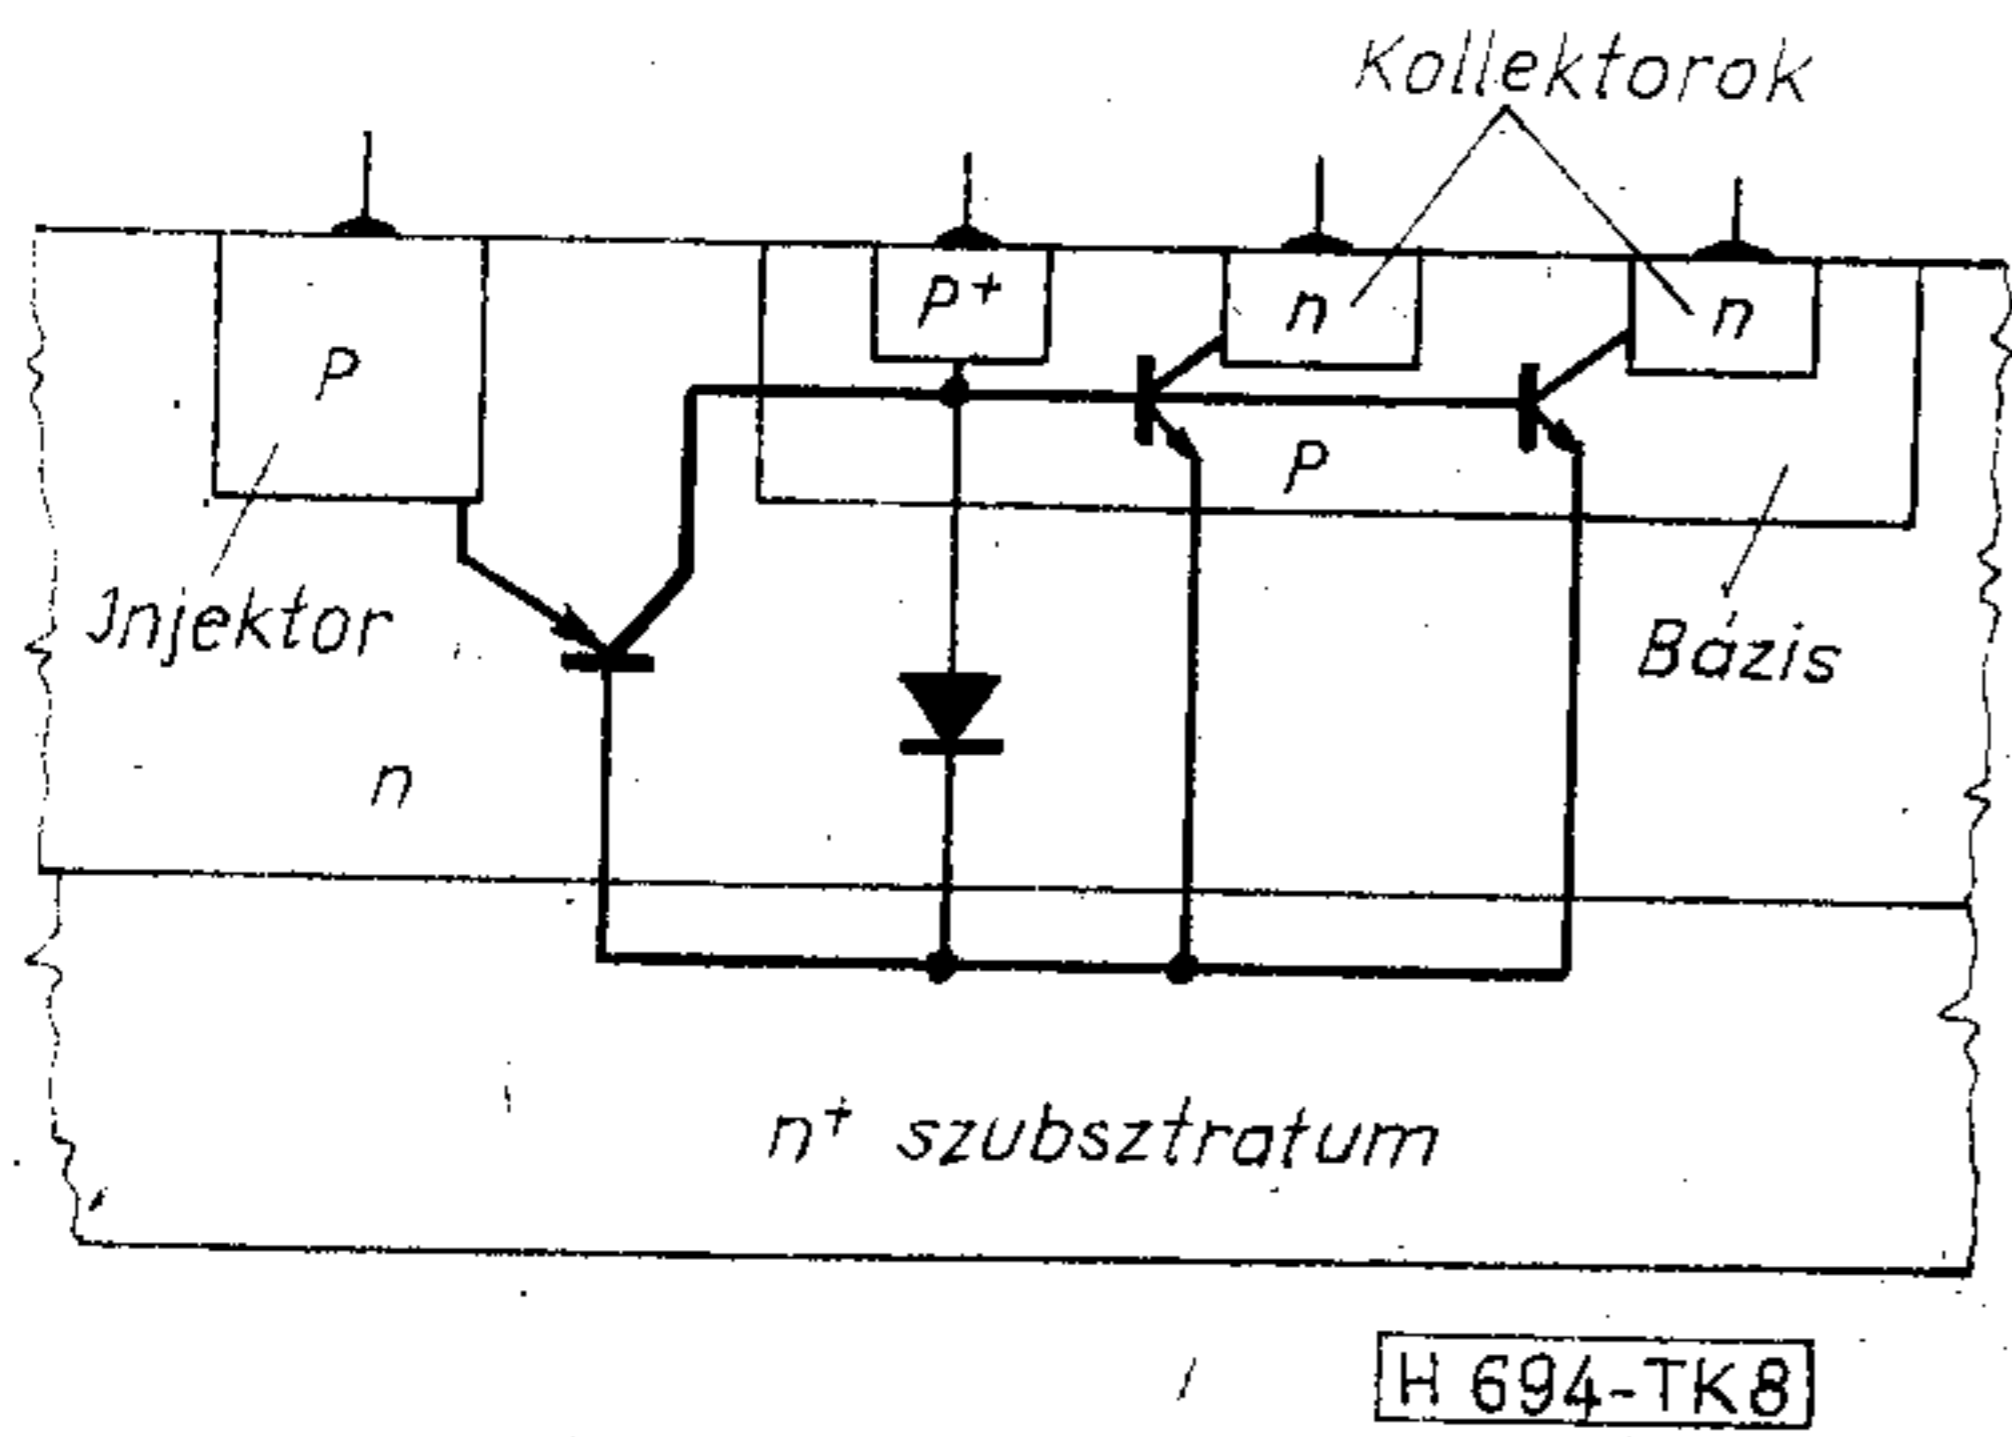 Kollektorok
P
P+
n
n
P
Injektor
Bázis
n
n+ szubsztratum
H 694-TK8